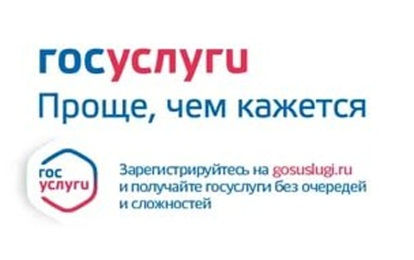 госуслуги
Проще, чем кажется
гос
услуги
Зарегистрируйтесь на gosuslugi.ru
и получайте госуслуги без очередей
и сложностей